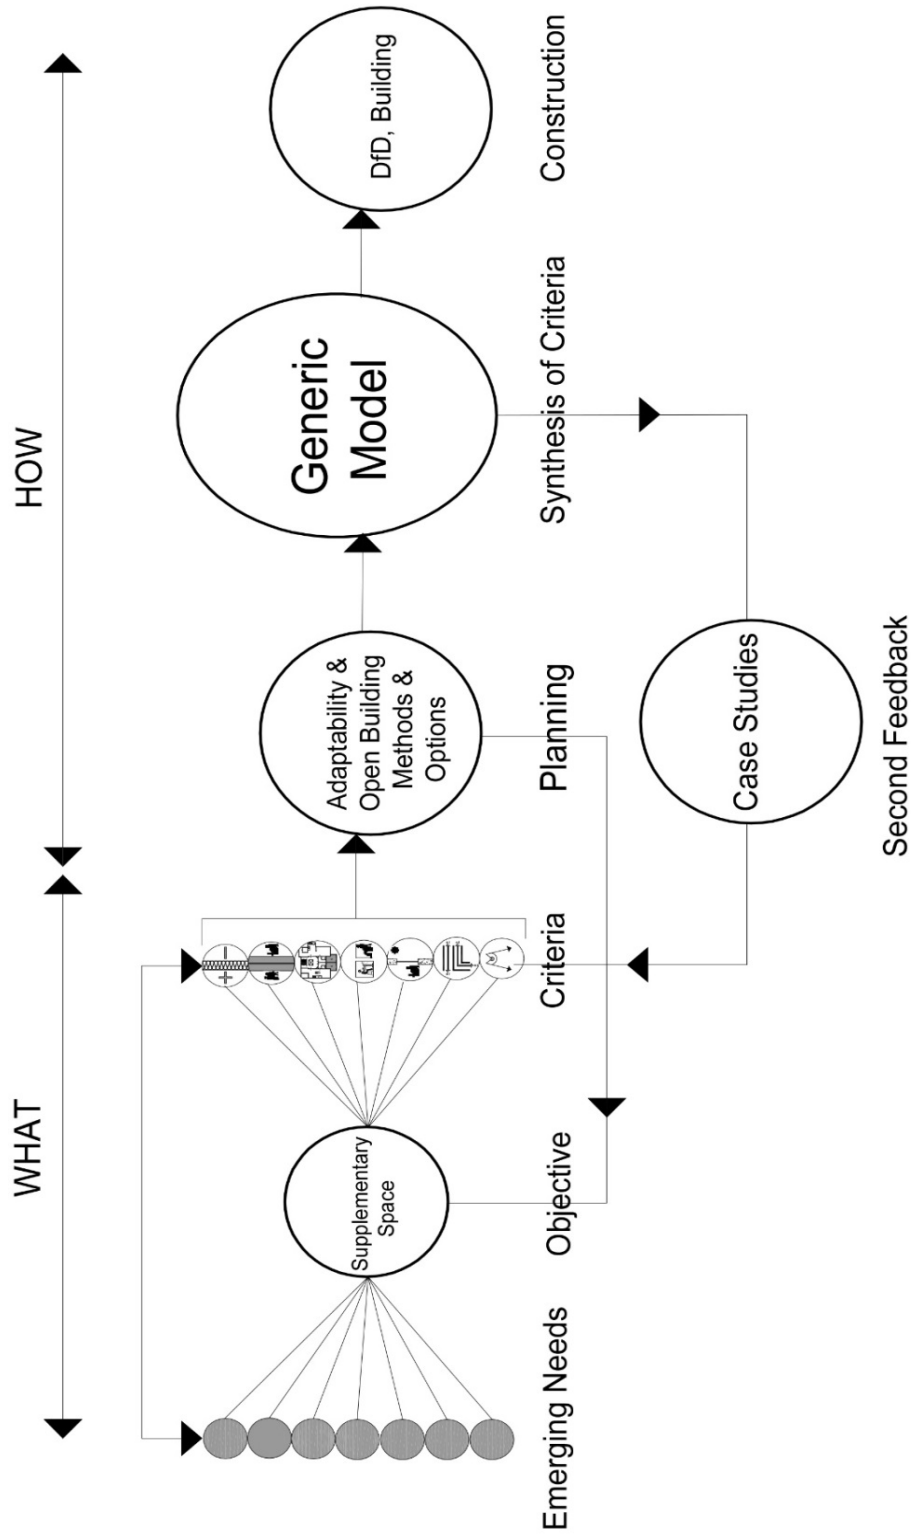 WHAT
HOW
Supplementary
Space
Adaptability &
Open Building
Methods &
Options
Generic
Model
DfD, Building
Emerging Needs
Objective
Criteria
Planning
Synthesis of Criteria
Construction
Case Studies
Second Feedback